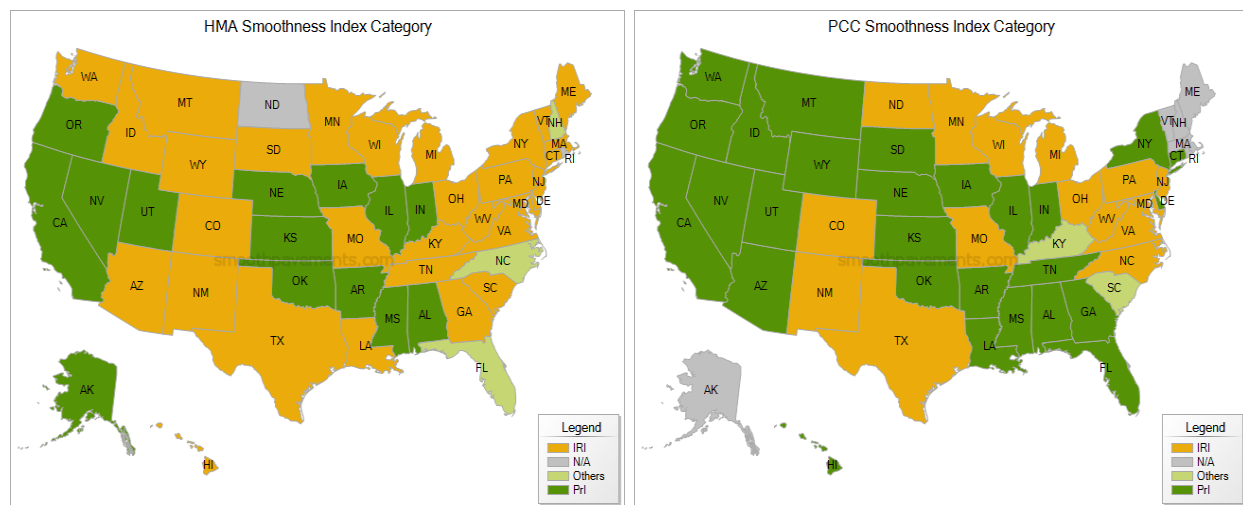 HMA Smoothness Index Category
WA
MT
ND
MN
ME
OR
ID
SD
WI
MI
NY
VT
NH
MA
CT
RI
WY
NE
IA
PA
NJ
NV
UT
IL
IN
OH
MD
DE
CA
CO
KS
MO
WV
VA
KY
smoothpavements.com
NC
TN
AZ
NM
OK
AR
SC
MS
AL
GA
TX
LA
FL
AK
HI
Legend
IRI
N/A
Others
PrI
PCC Smoothness Index Category
WA
MT
ND
MN
ME
OR
ID
SD
WI
MI
NY
VT
NH
MA
CT
RI
WY
NE
IA
PA
NJ
NV
UT
IL
IN
OH
MD
DE
CA
CO
KS
MO
WV
VA
KY
smoothpavements.com
NC
TN
AZ
NM
OK
AR
SC
MS
AL
GA
TX
LA
FL
AK
HI
Legend
IRI
N/A
Others
PrI